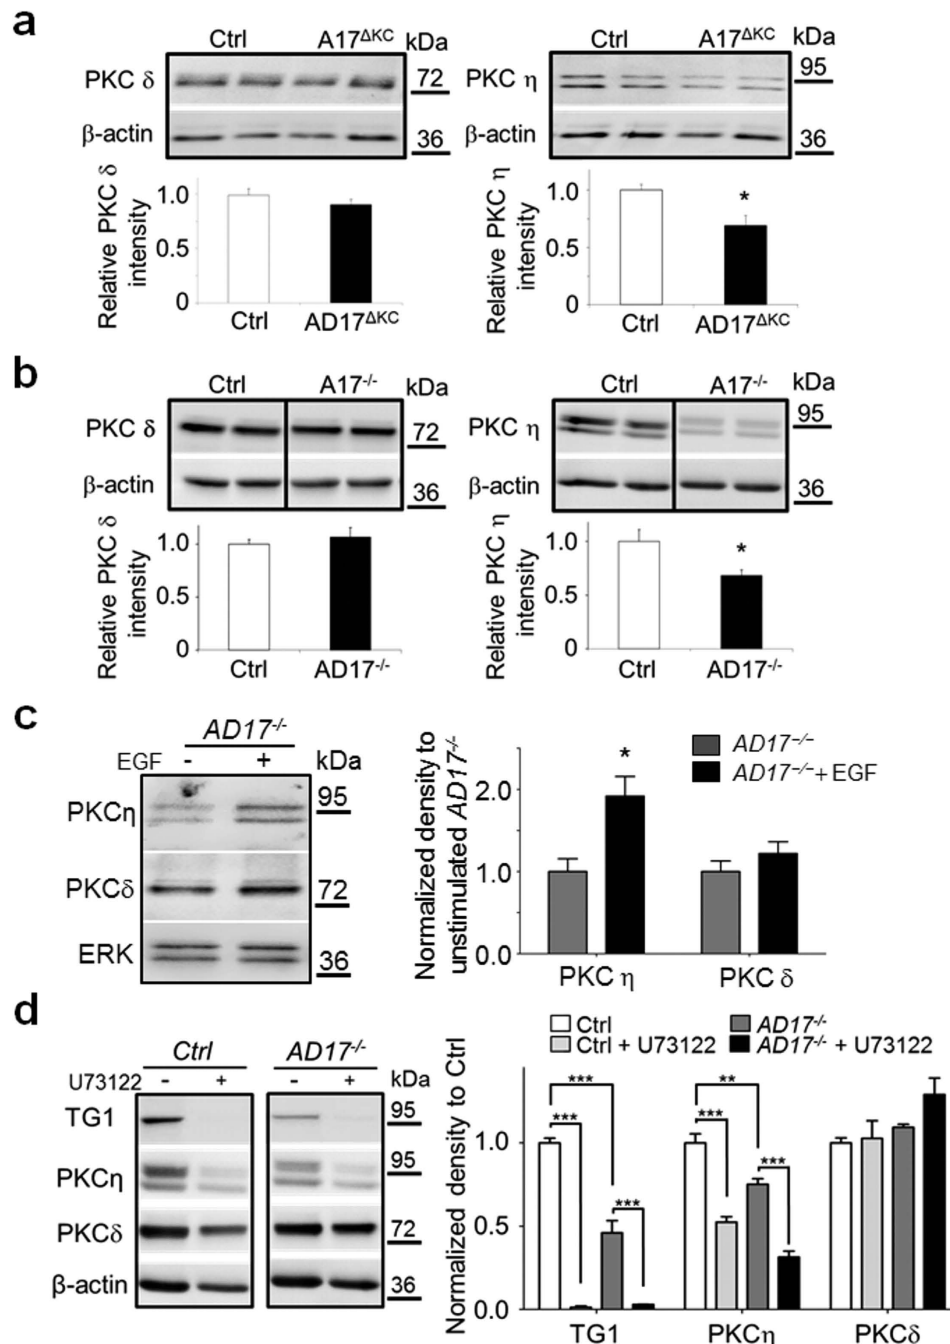 a
Ctrl A17ΔKC kDa
PKC δ 72
β-actin 36
Relative PKC δ intensity
1.0
0.5
0
Ctrl AD17ΔKC
Ctrl A17ΔKC kDa
PKC η 95
β-actin 36
Relative PKC η intensity
1.0
0.5
0
*
Ctrl AD17ΔKC
b
Ctrl A17-/- kDa
PKC δ 72
β-actin 36
Relative PKC δ intensity
1.0
0.5
0
Ctrl AD17-/-
Ctrl A17-/- kDa
PKC η 95
β-actin 36
Relative PKC η intensity
1.0
0.5
0
*
Ctrl AD17-/-
c
AD17-/-
EGF - + kDa
PKCη 95
PKCδ 72
ERK 36
Normalized density to
unstimulated AD17-/-
2.0
1.0
0.0
*
AD17-/-
AD17-/-+EGF
PKC η PKC δ
d
Ctrl AD17-/-
U73122 - + - + kDa
TG1 95
PKCη 95
PKCδ 72
β-actin 36
Ctrl AD17-/-
Ctrl + U73122 AD17-/- + U73122
Normalized density to Ctrl
1.0
0.5
0.0
*** **
*** ***
*** ***
TG1 PKCη PKCδ